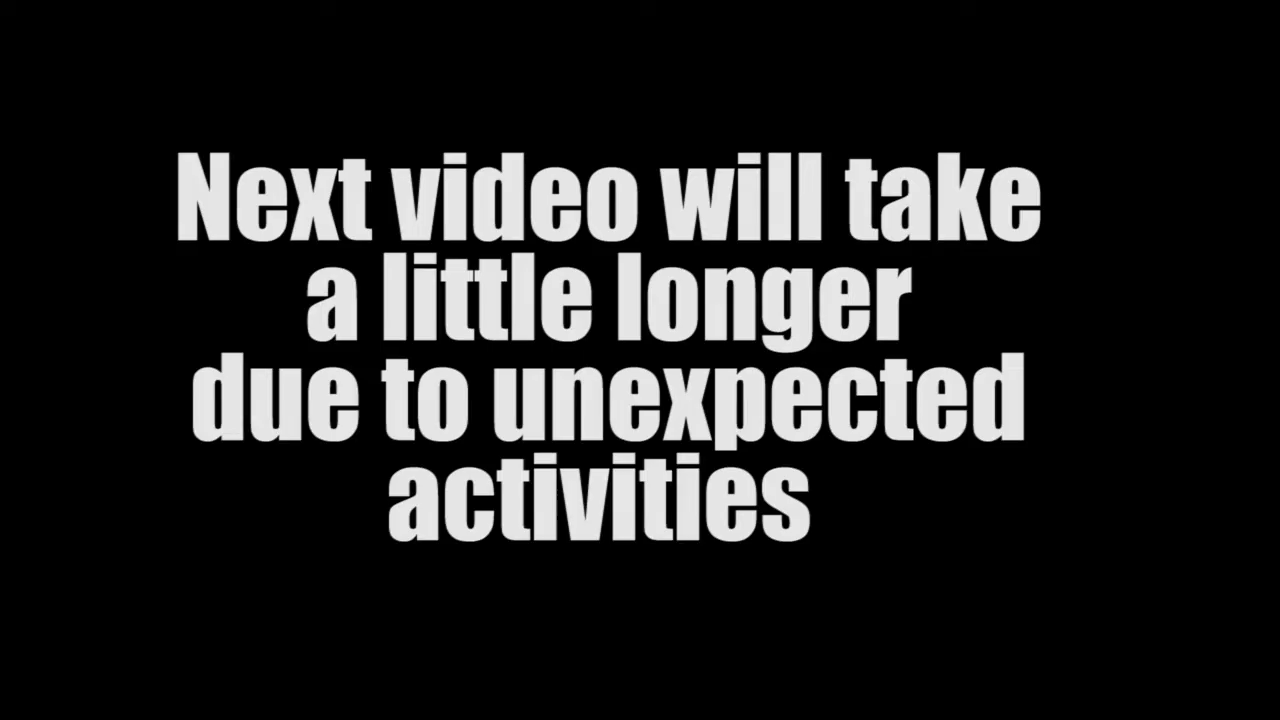 Next video will take
a little longer
due to unexpected
activities